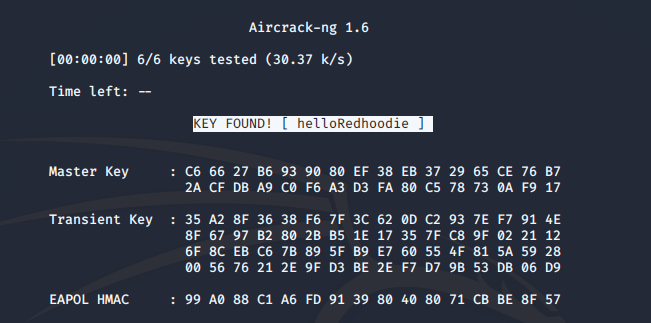 Aircrack-ng 1.6
[00:00:00] 6/6 keys tested (30.37 k/s)
Time left: --
KEY FOUND! [ helloRedhoodie ]
Master Key     : C6 66 27 B6 93 90 80 EF 38 EB 37 29 65 CE 76 B7
2A CF DB A9 C0 F6 A3 D3 FA 80 C5 78 73 0A F9 17
Transient Key  : 35 A2 8F 36 38 F6 7F 3C 62 0D C2 93 7E F7 91 4E
8F 67 97 B2 80 2B B5 1E 17 35 7F C8 9F 02 21 12
6F 8C EB C6 7B 89 5F B9 E7 60 55 4F 81 5A 59 28
00 56 76 21 2E 9F D3 BE 2E F7 D7 9B 53 DB 06 D9
EAPOL HMAC     : 99 A0 88 C1 A6 FD 91 39 80 40 80 71 CB BE 8F 57